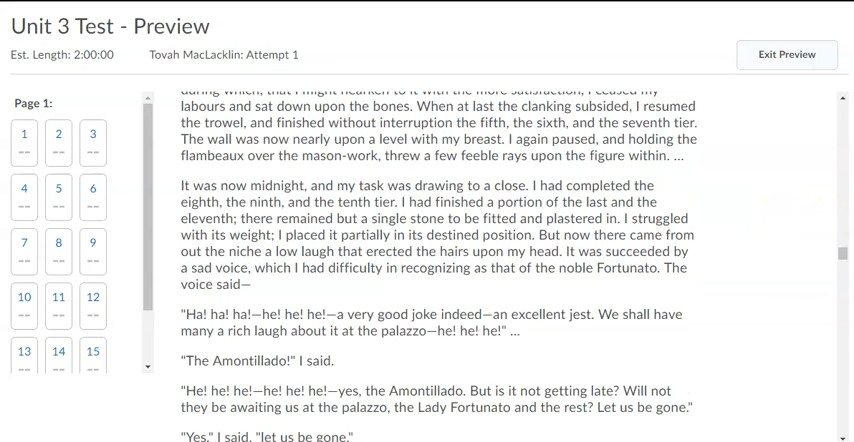 Unit 3 Test - Preview
Est. Length: 2:00:00 Tovah MacLacklin: Attempt 1
Exit Preview
Page 1:
1 2 3
-- -- --
4 5 6
-- -- --
7 8 9
-- -- --
10 11 12
-- -- --
13 14 15
-- -- --
during which, that I might hearken to it with the more satisfaction, I ceased my
labours and sat down upon the bones. When at last the clanking subsided, I resumed
the trowel, and finished without interruption the fifth, the sixth, and the seventh tier.
The wall was now nearly upon a level with my breast. I again paused, and holding the
flambeaux over the mason-work, threw a few feeble rays upon the figure within. ...
It was now midnight, and my task was drawing to a close. I had completed the
eighth, the ninth, and the tenth tier. I had finished a portion of the last and the
eleventh; there remained but a single stone to be fitted and plastered in. I struggled
with its weight; I placed it partially in its destined position. But now there came from
out the niche a low laugh that erected the hairs upon my head. It was succeeded by
a sad voice, which I had difficulty in recognizing as that of the noble Fortunato. The
voice said—
"Ha! ha! ha!—he! he! he!—a very good joke indeed—an excellent jest. We shall have
many a rich laugh about it at the palazzo—he! he! he!" ...
"The Amontillado!" I said.
"He! he! he!—he! he! he!—yes, the Amontillado. But is it not getting late? Will not
they be awaiting us at the palazzo, the Lady Fortunato and the rest? Let us be gone."
"Yes," I said, "let us be gone."